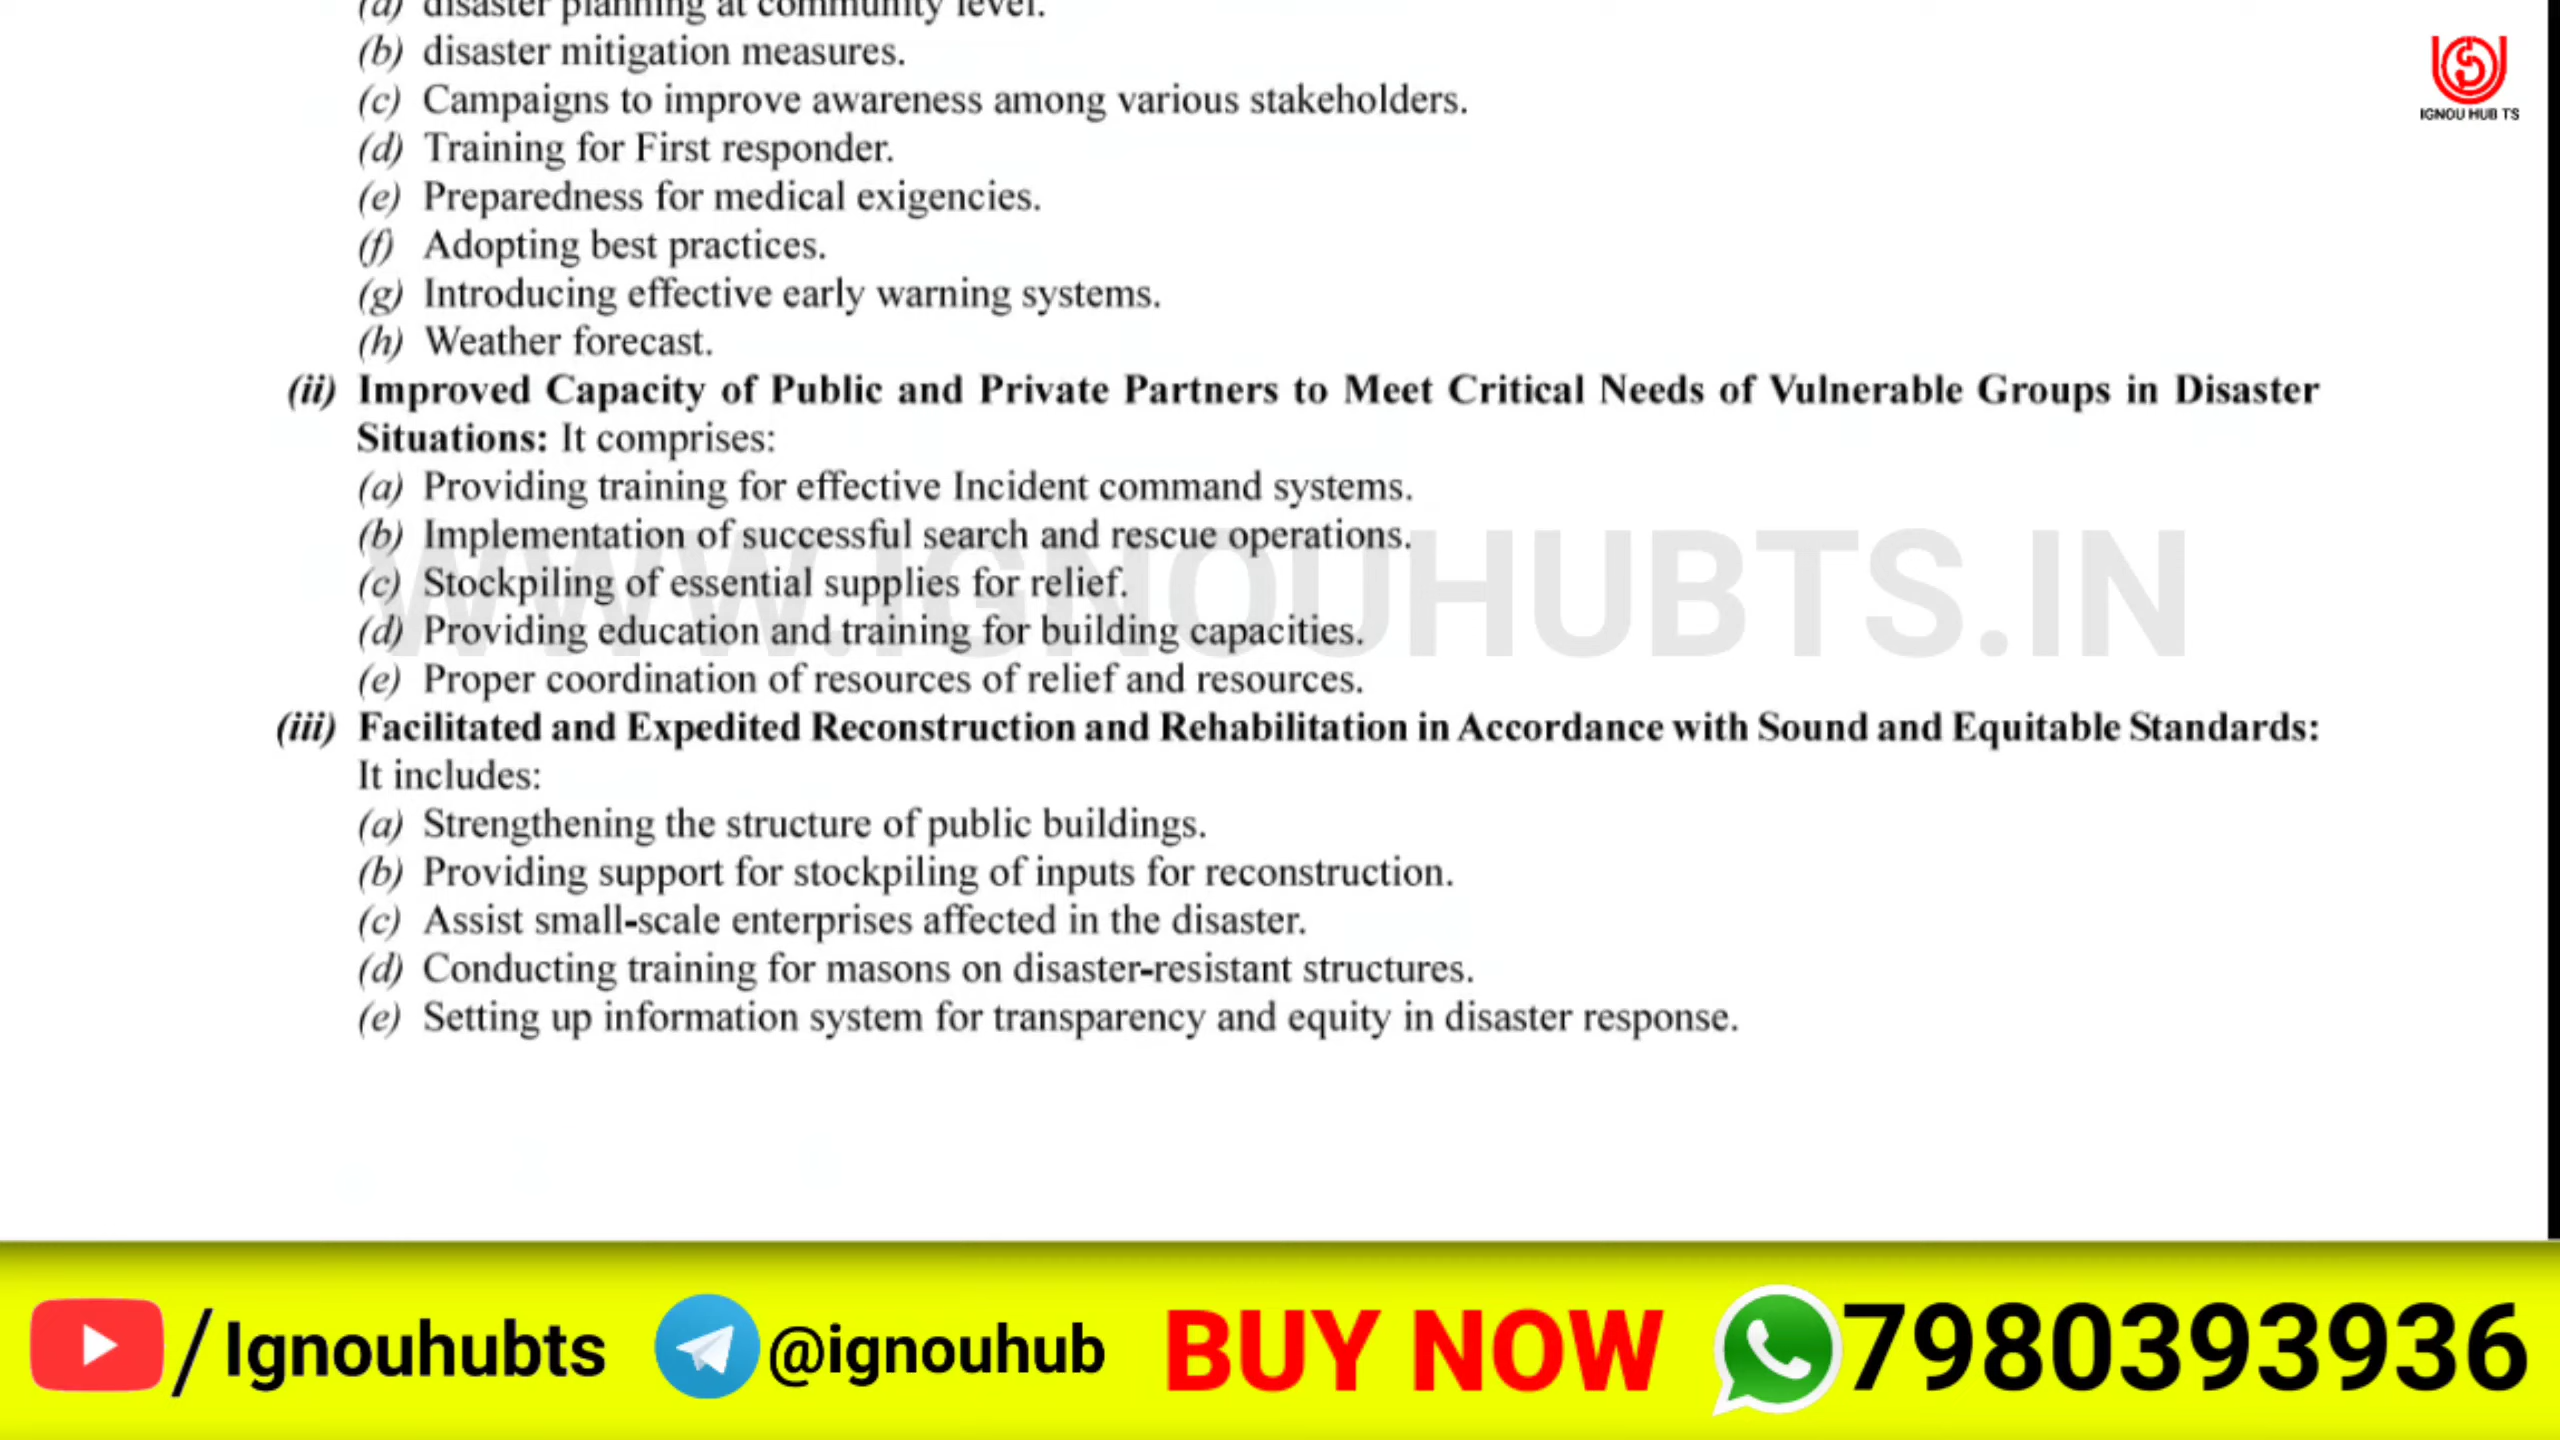 (a) disaster planning at community level.
(b) disaster mitigation measures.
(c) Campaigns to improve awareness among various stakeholders.
(d) Training for First responder.
(e) Preparedness for medical exigencies.
(f) Adopting best practices.
(g) Introducing effective early warning systems.
(h) Weather forecast.
(ii) Improved Capacity of Public and Private Partners to Meet Critical Needs of Vulnerable Groups in Disaster
Situations: It comprises:
(a) Providing training for effective Incident command systems.
(b) Implementation of successful search and rescue operations.
(c) Stockpiling of essential supplies for relief.
(d) Providing education and training for building capacities.
(e) Proper coordination of resources of relief and resources.
(iii) Facilitated and Expedited Reconstruction and Rehabilitation in Accordance with Sound and Equitable Standards:
It includes:
(a) Strengthening the structure of public buildings.
(b) Providing support for stockpiling of inputs for reconstruction.
(c) Assist small-scale enterprises affected in the disaster.
(d) Conducting training for masons on disaster-resistant structures.
(e) Setting up information system for transparency and equity in disaster response.
IGNOU HUB TS
WWW.IGNOUHUBTS.IN
/Ignouhubts @ignouhub BUY NOW 7980393936